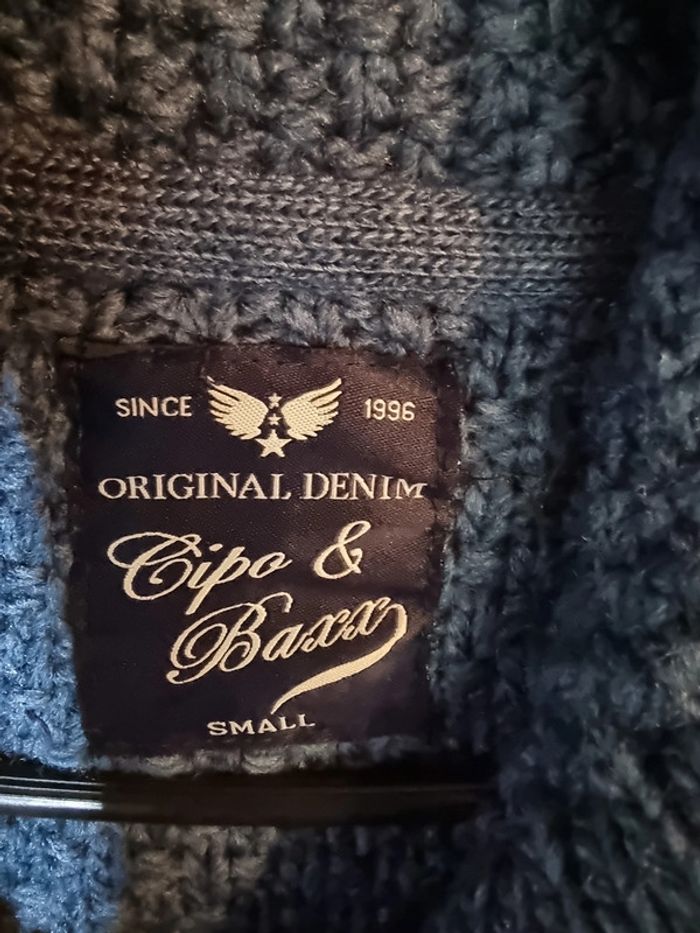 SINCE 1996
ORIGINAL DENIM
Cipo &
Baxx
SMALL